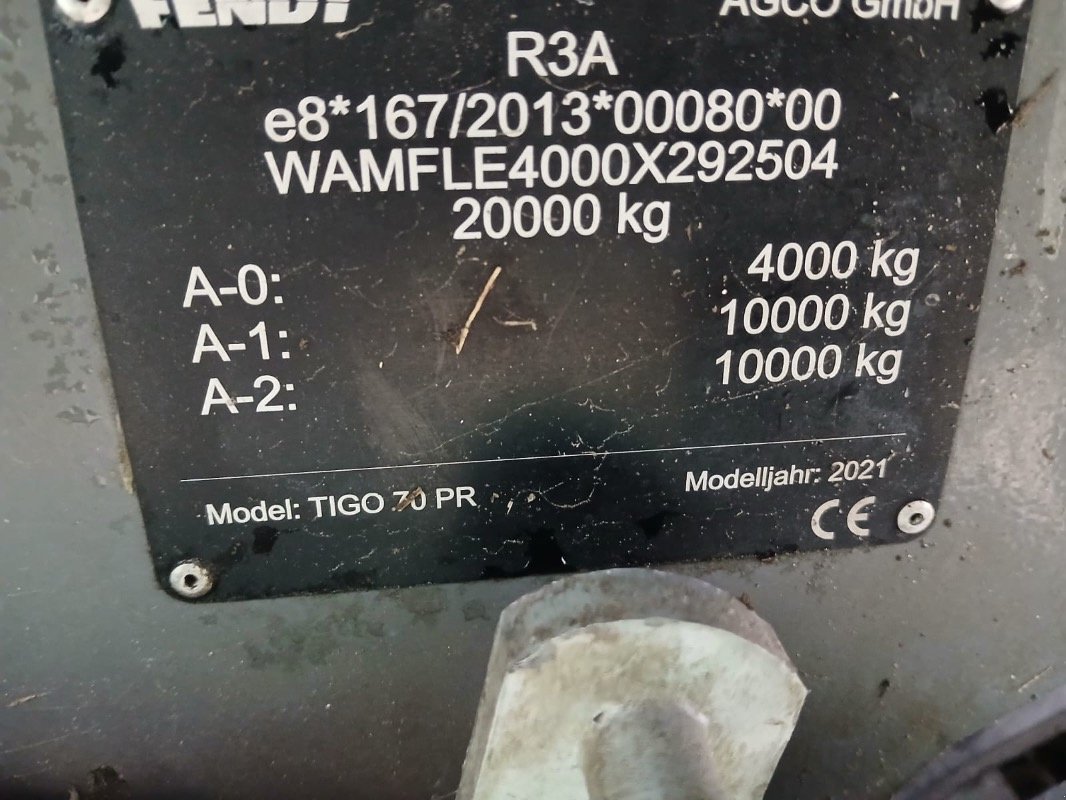 FENDT AGCO GmbH
R3A
e8*167/2013*00080*00
WAMFLE4000X292504
20000 kg
A-0: 4000 kg
A-1: 10000 kg
A-2: 10000 kg
Model: TIGO 70 PR Modelljahr: 2021
CE